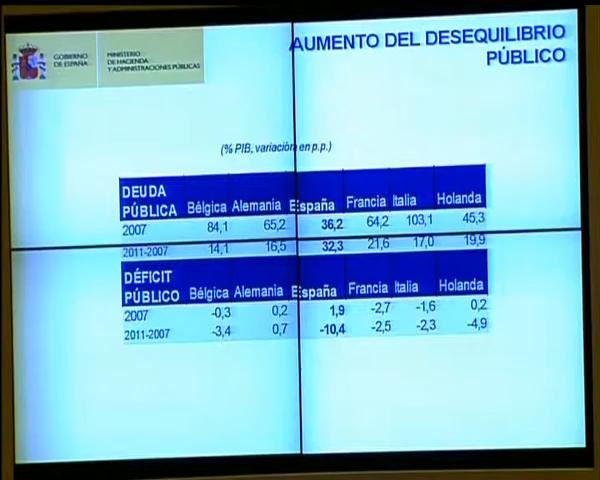 GOBIERNO DE ESPAÑA
MINISTERIO DE HACIENDA Y ADMINISTRACIONES PÚBLICAS
AUMENTO DEL DESEQUILIBRIO
PÚBLICO
(% PIB, variación en p.p.)
DEUDA
PÚBLICA Bélgica Alemania España Francia Italia Holanda
2007 84,1 65,2 36,2 64,2 103,1 45,3
2011-2007 14,1 16,5 32,3 21,6 17,0 19,9
DÉFICIT
PÚBLICO Bélgica Alemania España Francia Italia Holanda
2007 -0,3 0,2 1,9 -2,7 -1,6 0,2
2011-2007 -3,4 0,7 -10,4 -2,5 -2,3 -4,9